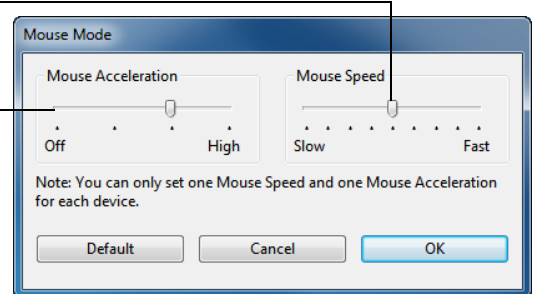 Mouse Mode
Mouse Acceleration
Mouse Speed
Off
High
Slow
Fast
Note: You can only set one Mouse Speed and one Mouse Acceleration
for each device.
Default
Cancel
OK